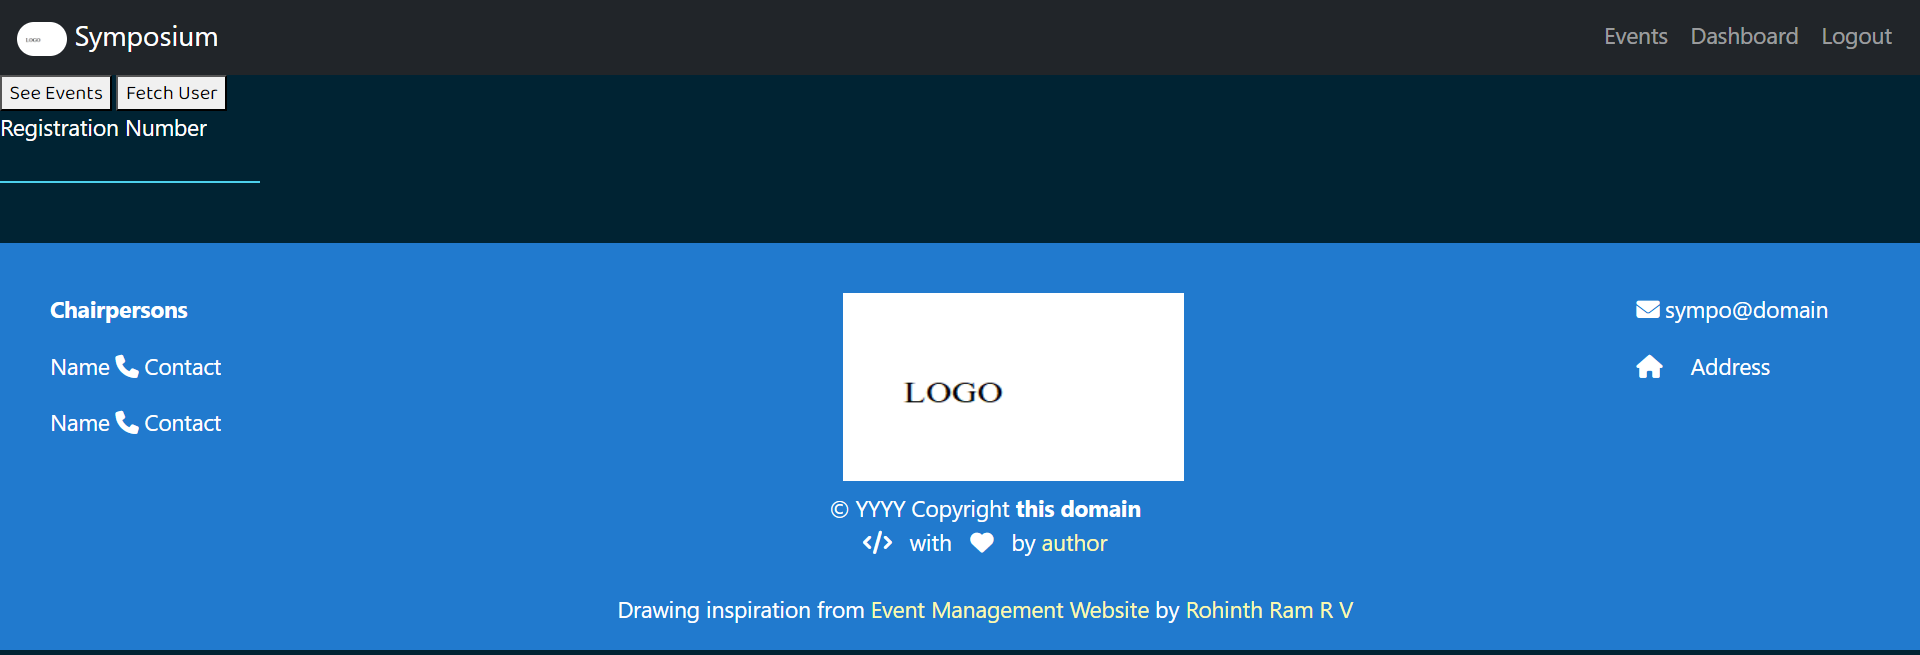 LOGO Symposium Events Dashboard Logout
See Events Fetch User
Registration Number
Chairpersons
Name Contact
Name Contact
LOGO
© YYYY Copyright this domain
</> with by author
Drawing inspiration from Event Management Website by Rohinth Ram R V
sympo@domain
Address